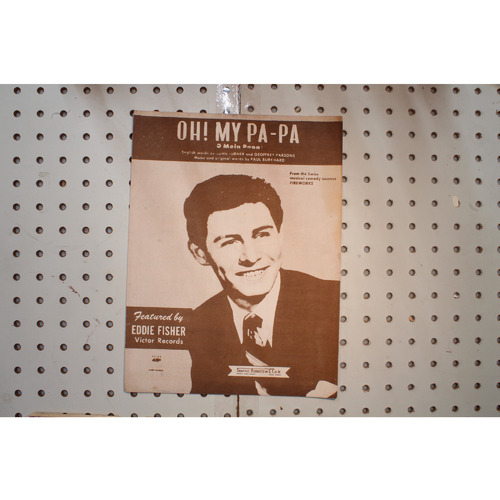 OH! MY PA-PA
O Mein Papa
English words by JOHN TURNER and GEOFFREY PARSONS
Music and original words by PAUL BURKHARD
From the Swiss
musical comedy success
FIREWORKS
Featured by
EDDIE FISHER
Victor Records